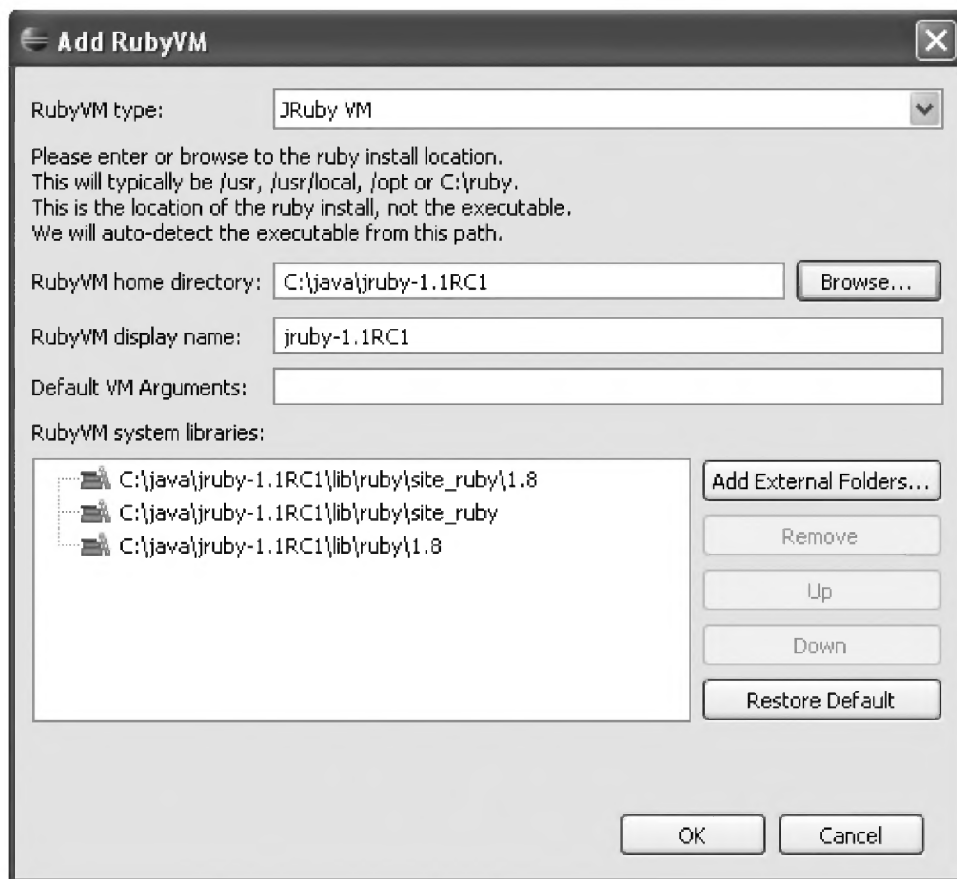 Add RubyVM
RubyVM type: JRuby VM
Please enter or browse to the ruby install location.
This will typically be /usr, /usr/local, /opt or C:\ruby.
This is the location of the ruby install, not the executable.
We will auto-detect the executable from this path.
RubyVM home directory: C:\java\jruby-1.1RC1 Browse...
RubyVM display name: jruby-1.1RC1
Default VM Arguments:
RubyVM system libraries:
C:\java\jruby-1.1RC1\lib\ruby\site_ruby\1.8
C:\java\jruby-1.1RC1\lib\ruby\site_ruby
C:\java\jruby-1.1RC1\lib\ruby\1.8
Add External Folders...
Remove
Up
Down
Restore Default
OK Cancel